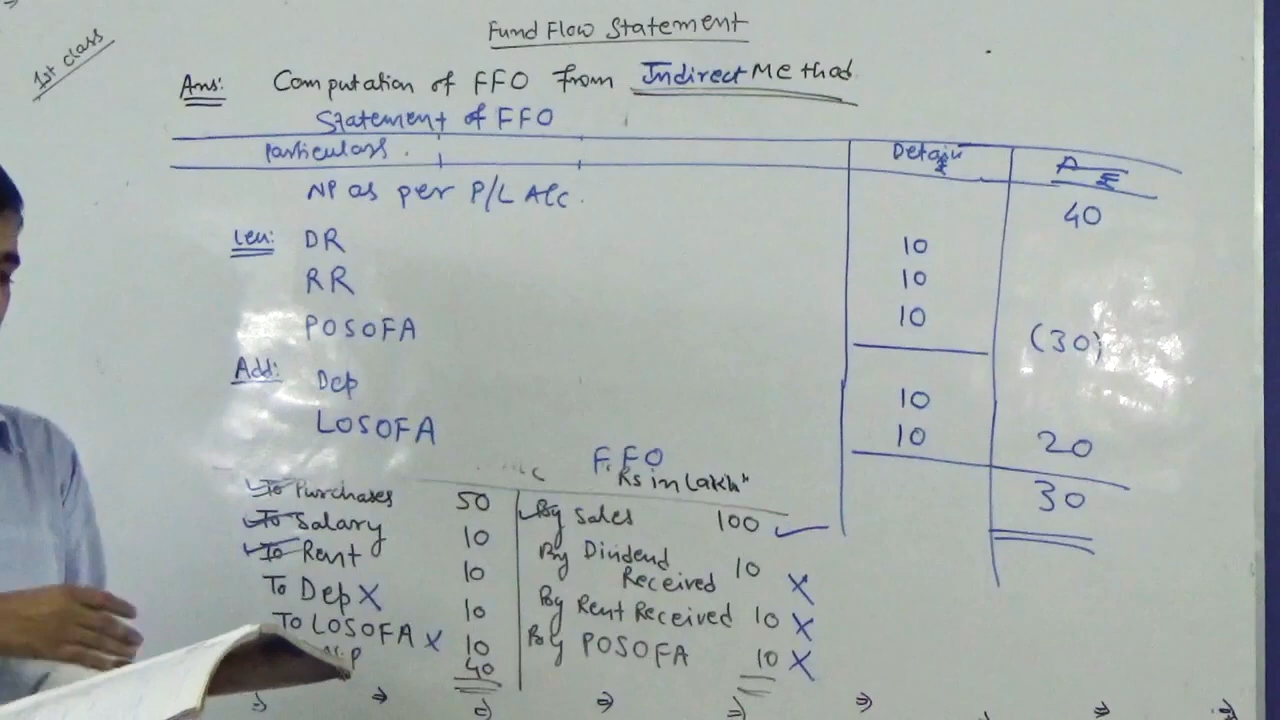 1st class
Fund Flow Statement
Ans: Computation of FFO From Indirect Method
Statement of FFO
Particulars. Detail ₹ A ₹
NP as per P/L A/c. 40
Less: DR 10
RR 10
POSOFA 10 (30)
Add: Dep 10
LOSOFA 10 20
FFO 30
Rs in Lakh"
To Purchases 50 By Sales 100 ✓
To Salary 10 By Dividend Received 10 X
To Rent 10 By Rent Received 10 X
To Dep X 10 By POSOFA 10 X
To LOSOFA X 10
N.P 40